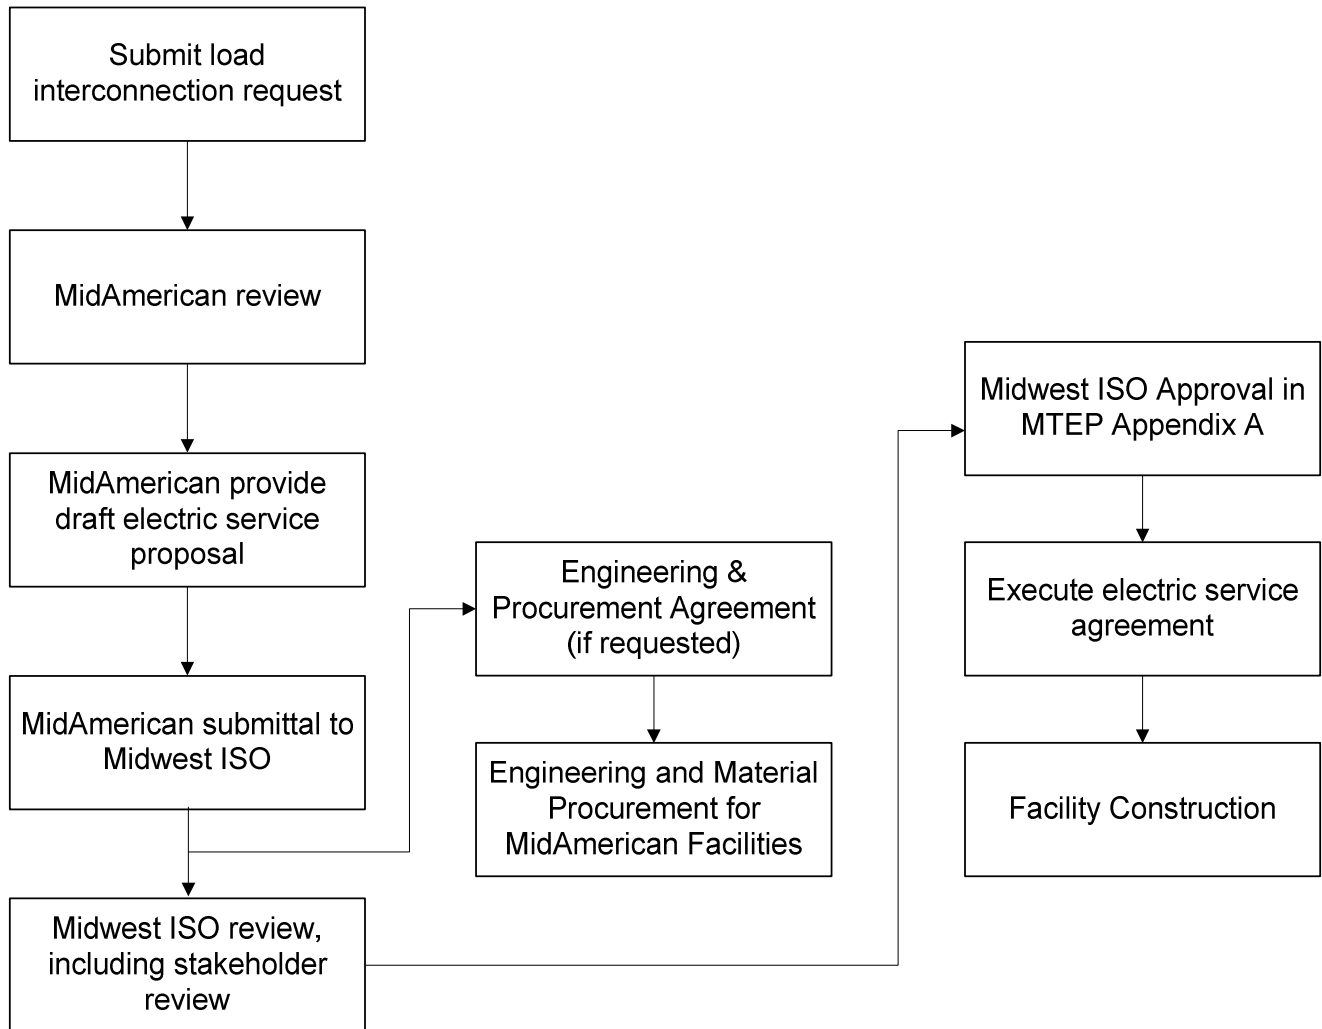 Submit load
interconnection request
MidAmerican review
MidAmerican provide
draft electric service
proposal
MidAmerican submittal to
Midwest ISO
Midwest ISO review,
including stakeholder
review
Engineering &
Procurement Agreement
(if requested)
Engineering and Material
Procurement for
MidAmerican Facilities
Midwest ISO Approval in
MTEP Appendix A
Execute electric service
agreement
Facility Construction